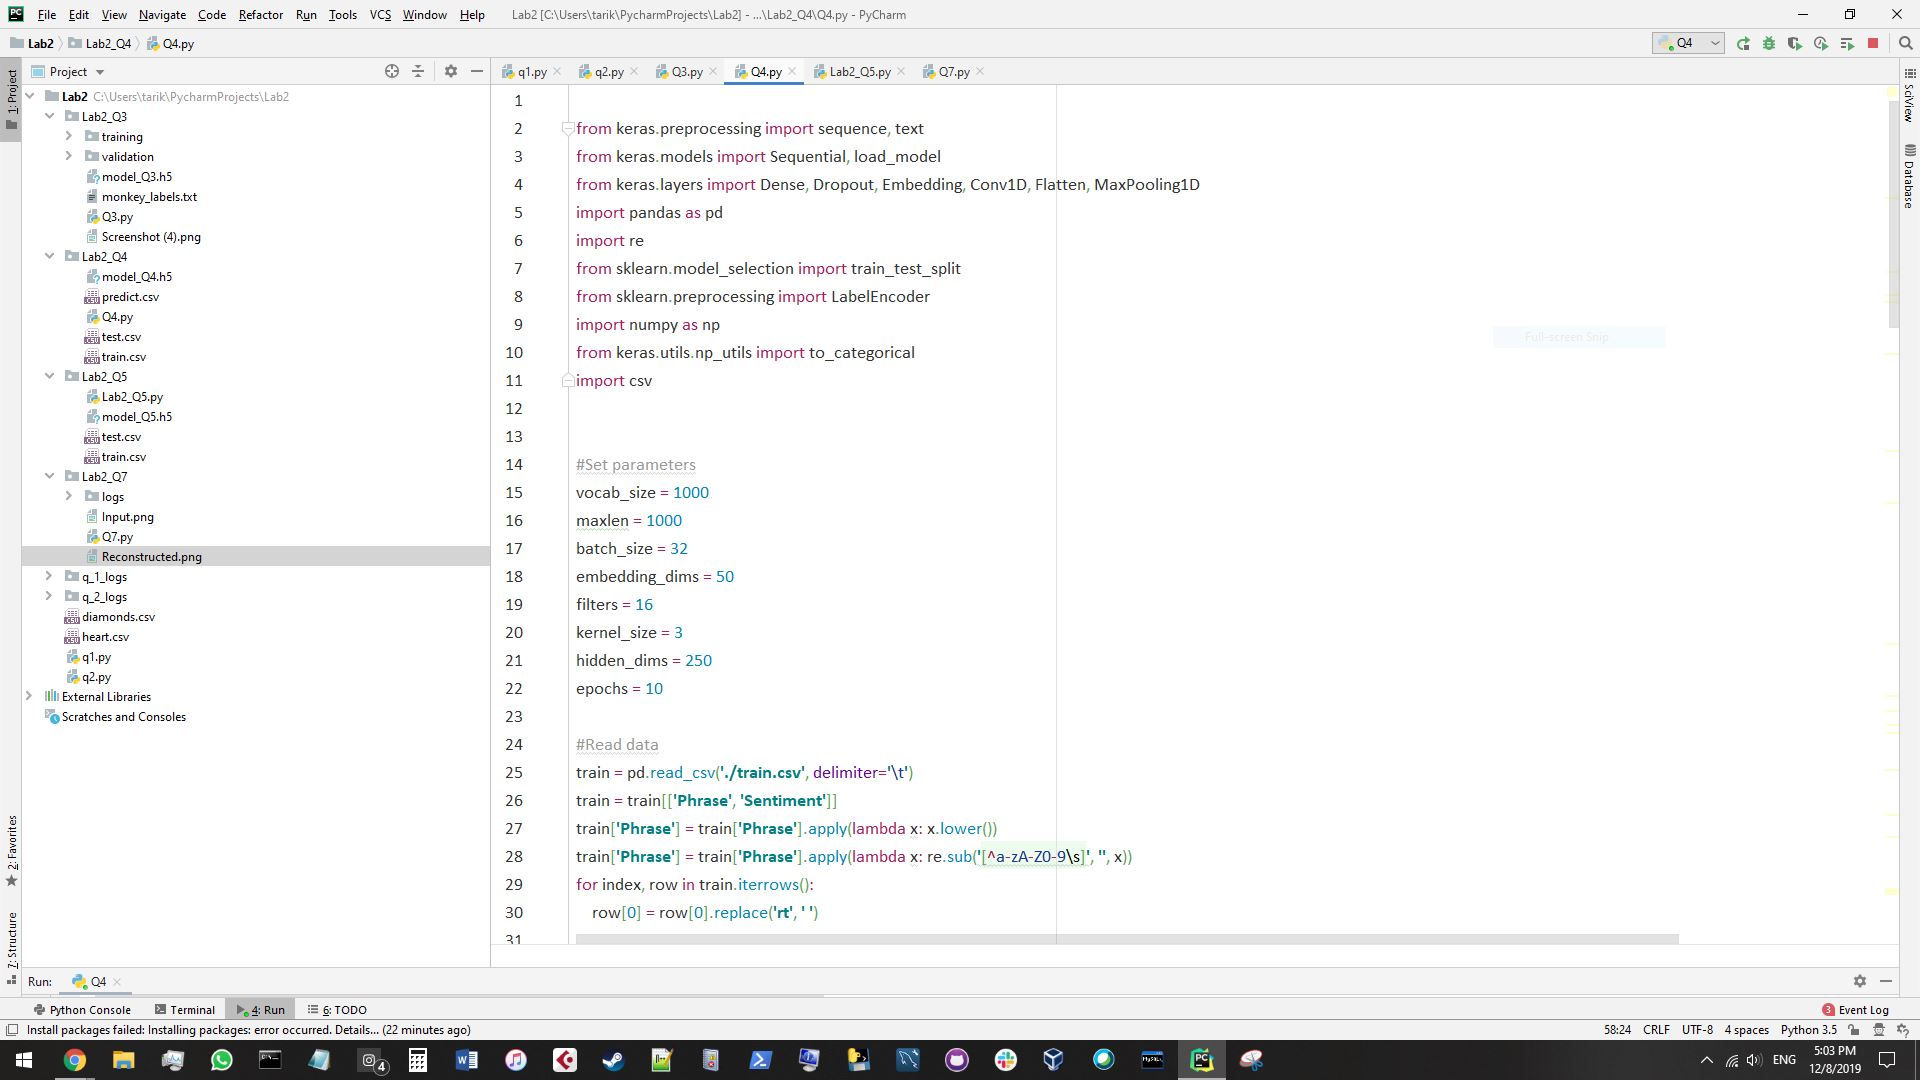 File Edit View Navigate Code Refactor Run Tools VCS Window Help Lab2 [C:\Users\tarik\PycharmProjects\Lab2] - ...\Lab2_Q4\Q4.py - PyCharm
Lab2 Lab2_Q4 Q4.py Q4
1: Project
Project
q1.py q2.py Q3.py Q4.py Lab2_Q5.py Q7.py
Lab2 C:\Users\tarik\PycharmProjects\Lab2
Lab2_Q3
training
validation
model_Q3.h5
monkey_labels.txt
Q3.py
Screenshot (4).png
Lab2_Q4
model_Q4.h5
predict.csv
Q4.py
test.csv
train.csv
Lab2_Q5
Lab2_Q5.py
model_Q5.h5
test.csv
train.csv
Lab2_Q7
logs
Input.png
Q7.py
Reconstructed.png
q_1_logs
q_2_logs
diamonds.csv
heart.csv
q1.py
q2.py
External Libraries
Scratches and Consoles
1
2 from keras.preprocessing import sequence, text
3 from keras.models import Sequential, load_model
4 from keras.layers import Dense, Dropout, Embedding, Conv1D, Flatten, MaxPooling1D
5 import pandas as pd
6 import re
7 from sklearn.model_selection import train_test_split
8 from sklearn.preprocessing import LabelEncoder
9 import numpy as np
10 from keras.utils.np_utils import to_categorical
11 import csv
12
13
14 #Set parameters
15 vocab_size = 1000
16 maxlen = 1000
17 batch_size = 32
18 embedding_dims = 50
19 filters = 16
20 kernel_size = 3
21 hidden_dims = 250
22 epochs = 10
23
24 #Read data
25 train = pd.read_csv('./train.csv', delimiter='\t')
26 train = train[['Phrase', 'Sentiment']]
27 train['Phrase'] = train['Phrase'].apply(lambda x: x.lower())
28 train['Phrase'] = train['Phrase'].apply(lambda x: re.sub('[^a-zA-Z0-9\s]', '', x))
29 for index, row in train.iterrows():
30 row[0] = row[0].replace('rt', ' ')
31
Full-screen Snip
SciView
Database
2: Favorites
7: Structure
Run: Q4
Python Console Terminal 4: Run 6: TODO 3 Event Log
Install packages failed: Installing packages: error occurred. Details... (22 minutes ago) 58:24 CRLF UTF-8 4 spaces Python 3.5
4 ENG 5:03 PM
12/8/2019